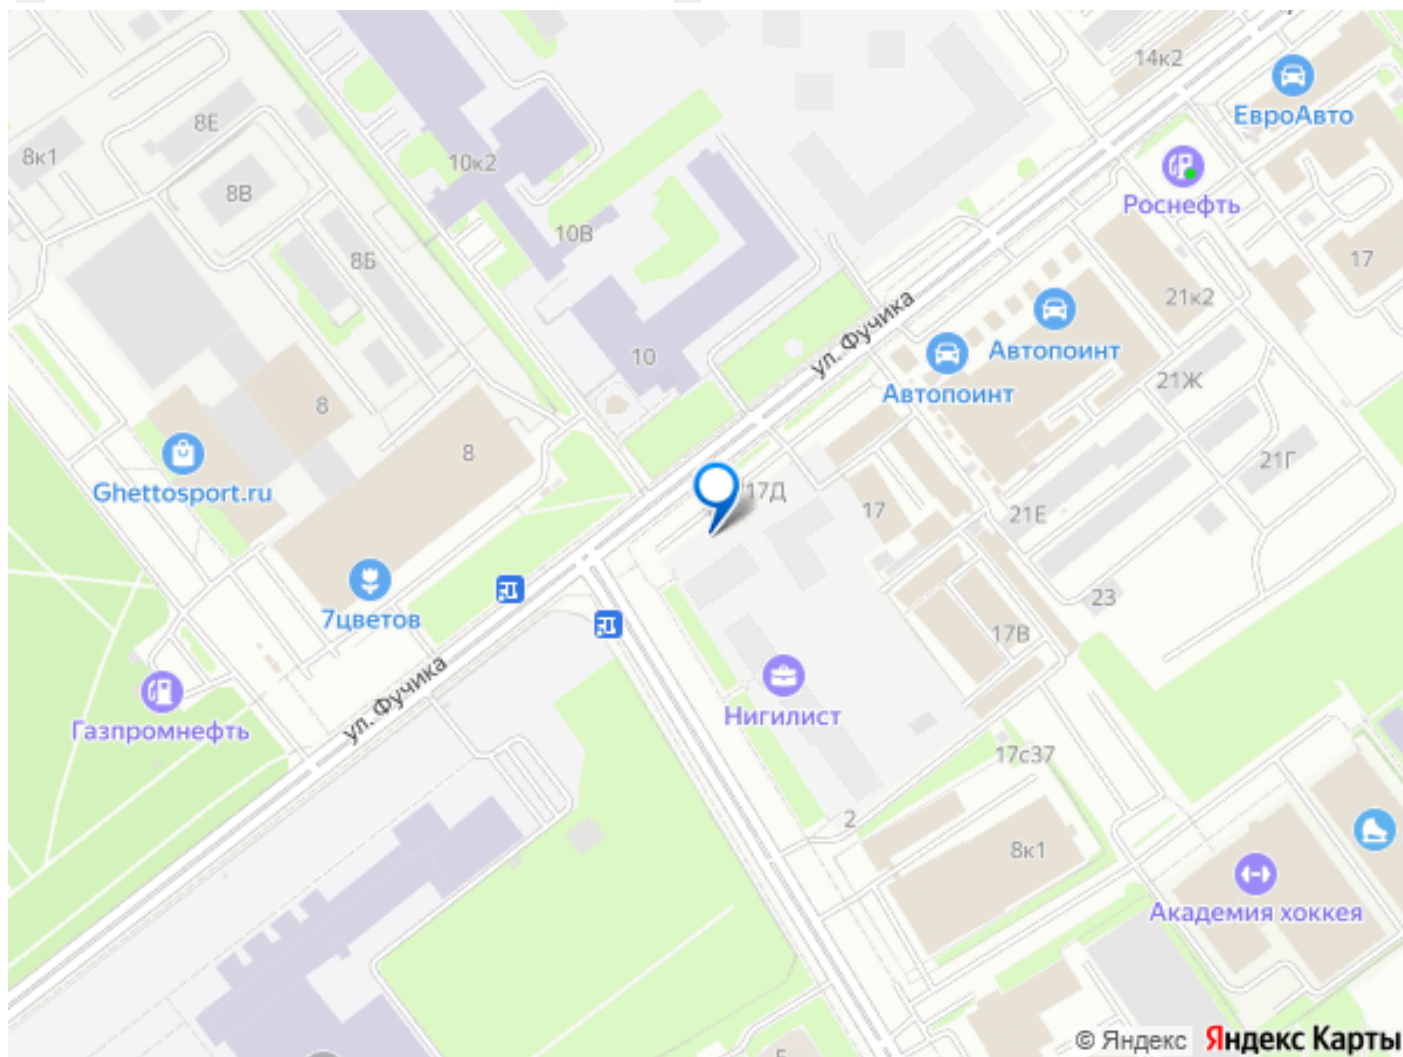 14к2
ЕвроАвто
8Е
8к1
10к2
8В
Роснефть
10В
8Б
17
21к2
ул. Фучика
Автопоинт
10
Автопоинт
21Ж
8
8
21Г
Ghettosport.ru
17Д
17
21Е
23
7цветов
17В
ул. Фучика
Нигилист
Газпромнефть
17с37
2
8к1
Академия хоккея
© Яндекс Яндекс Карты